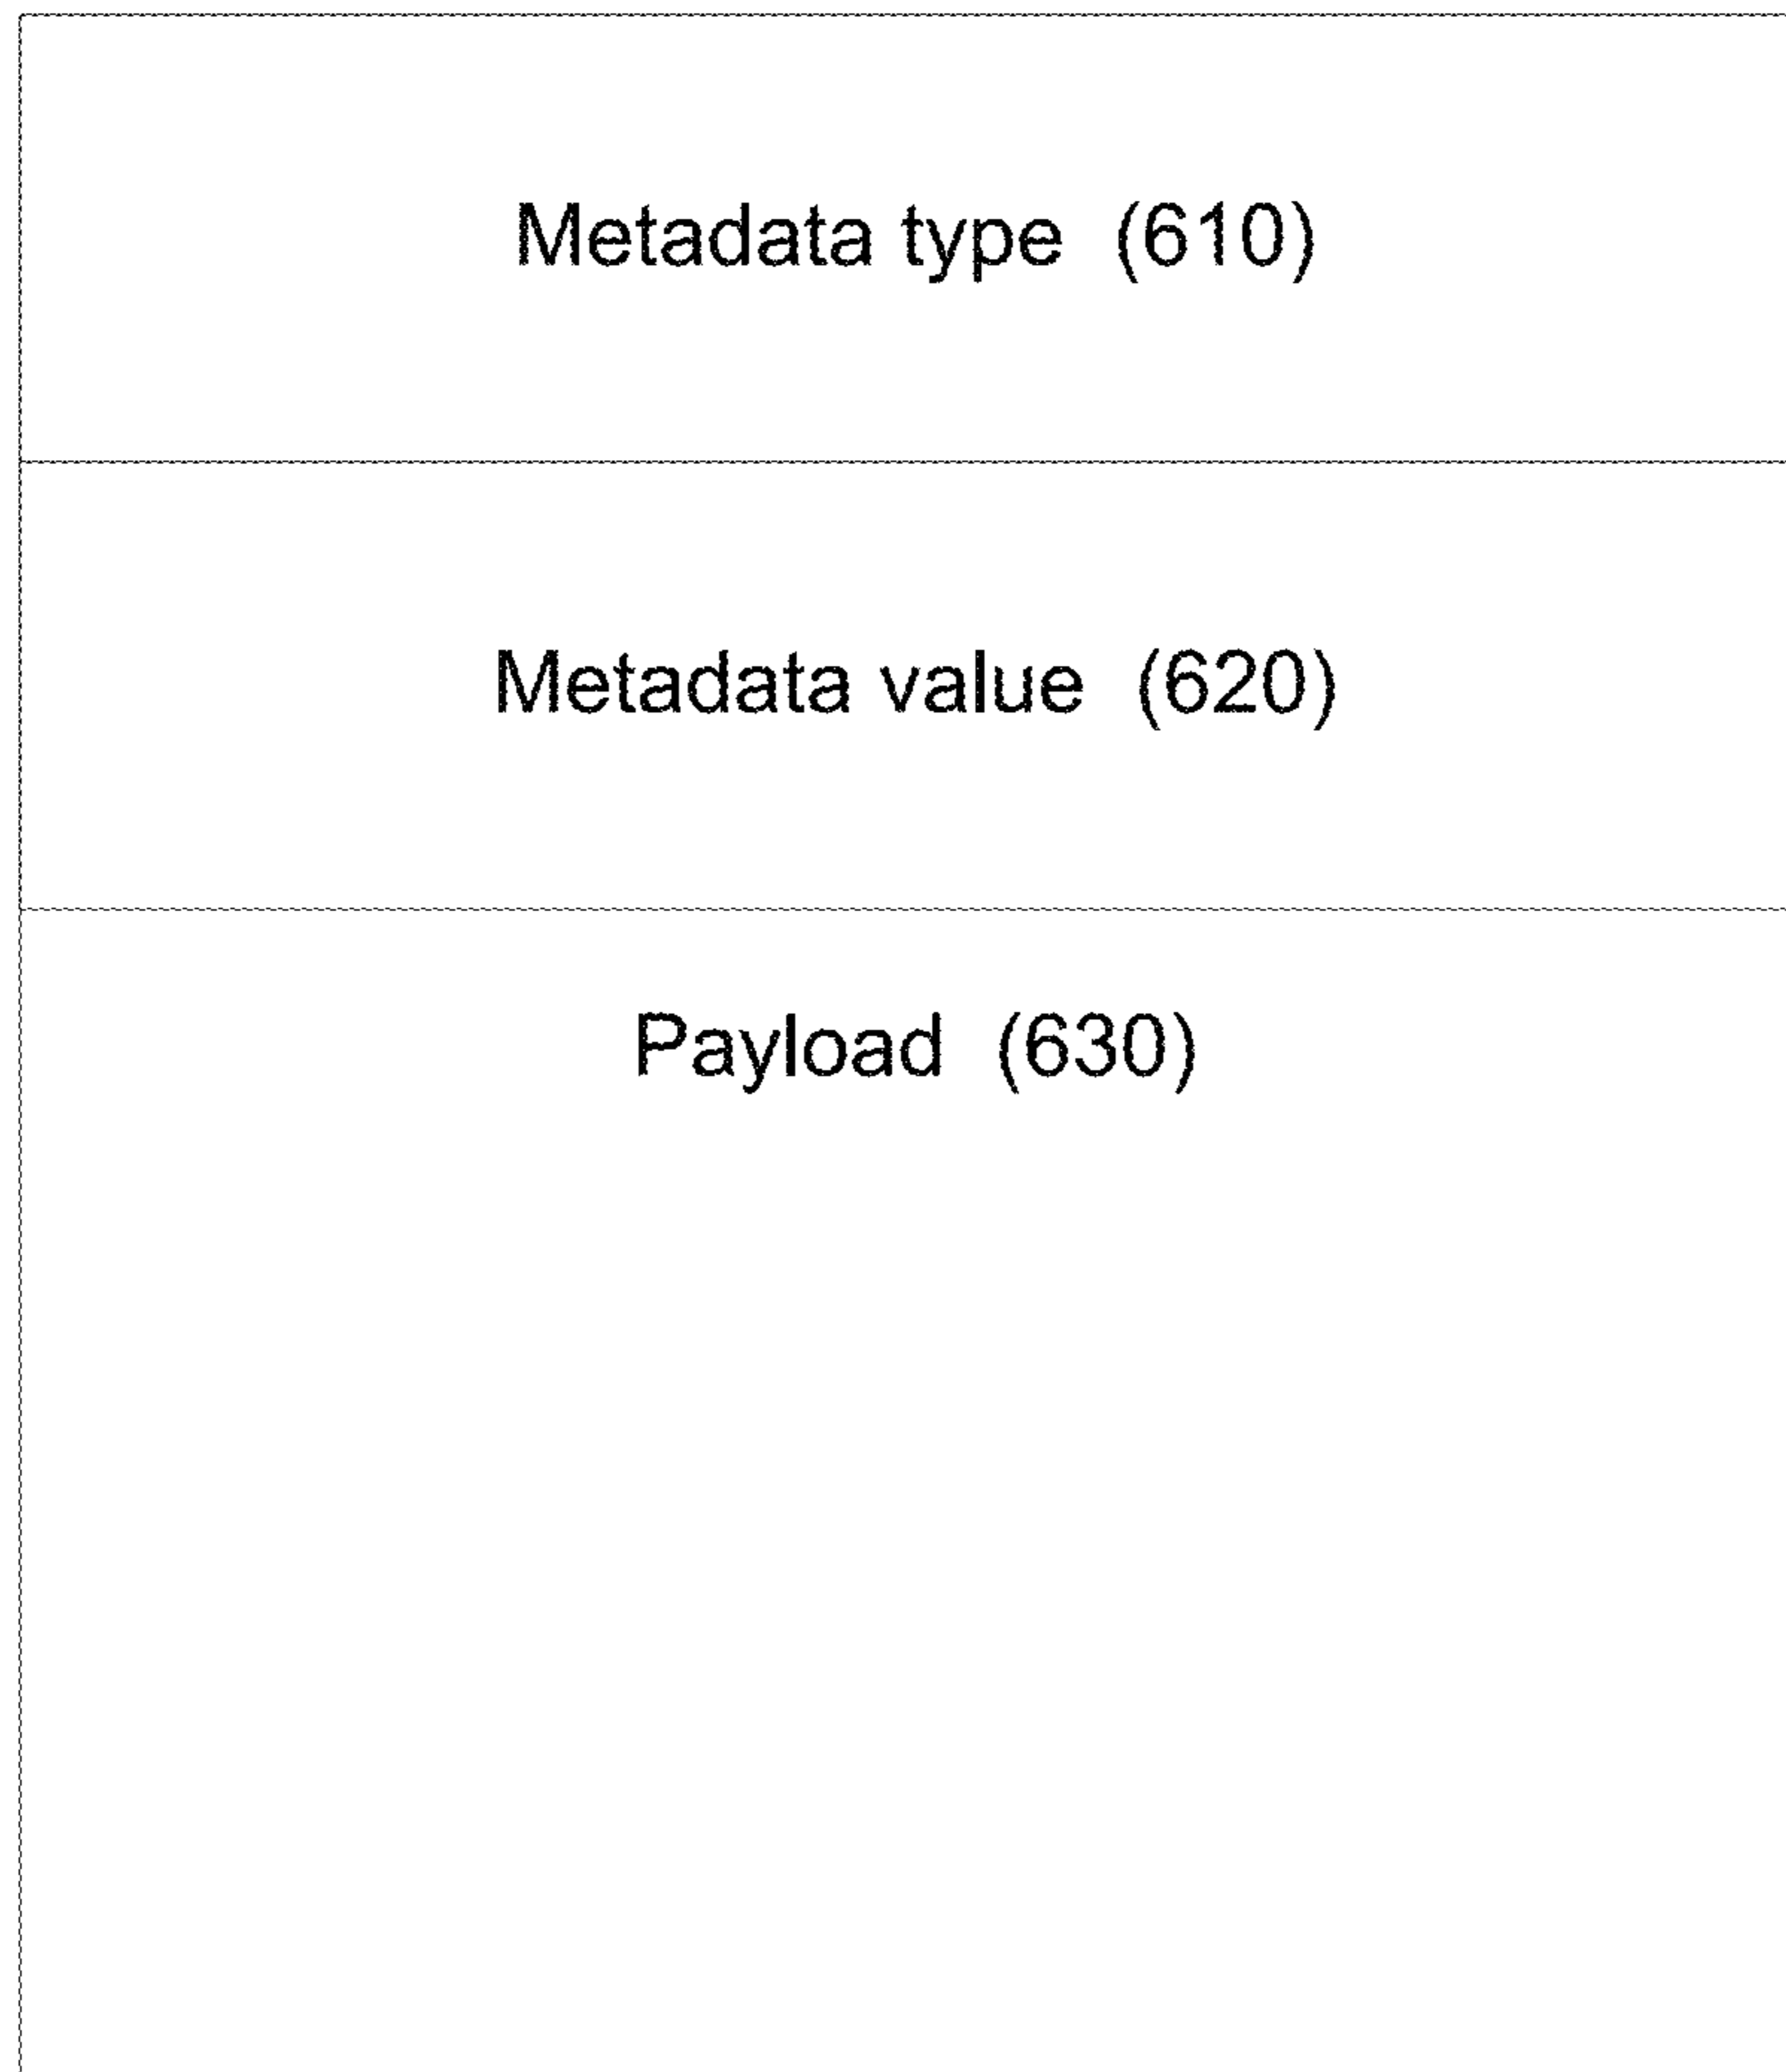 Metadata type (610)
Metadata value (620)
Payload (630)